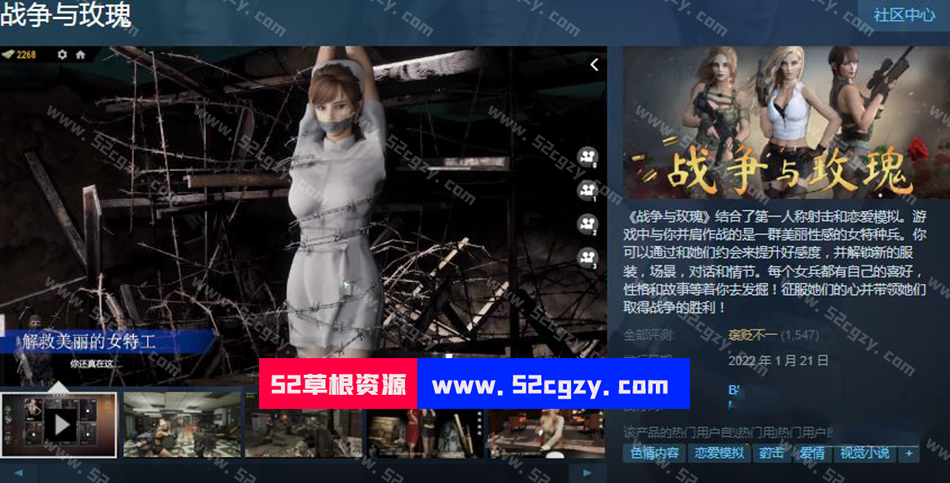 战争与玫瑰
社区中心
2268
解救美丽的女特工
你还真在这....
52草根资源 www.52cgzy.com
战争与玫瑰
《战争与玫瑰》结合了第一人称射击和恋爱模拟。游
戏中与你并肩作战的是一群美丽性感的女特种兵。你
可以通过和她们约会来提升好感度，并解锁新的服
装，场景，对话和情节。每个女兵都有自己的喜好，
性格和故事等着你去发掘！征服她们的心并带领她们
取得战争的胜利！
全部评测:
褒贬不一 (1,547)
2022 年 1 月 21 日
该产品的热门用户自
色情内容 恋爱模拟 射击 爱情 视觉小说 +
www.52cgzy.com